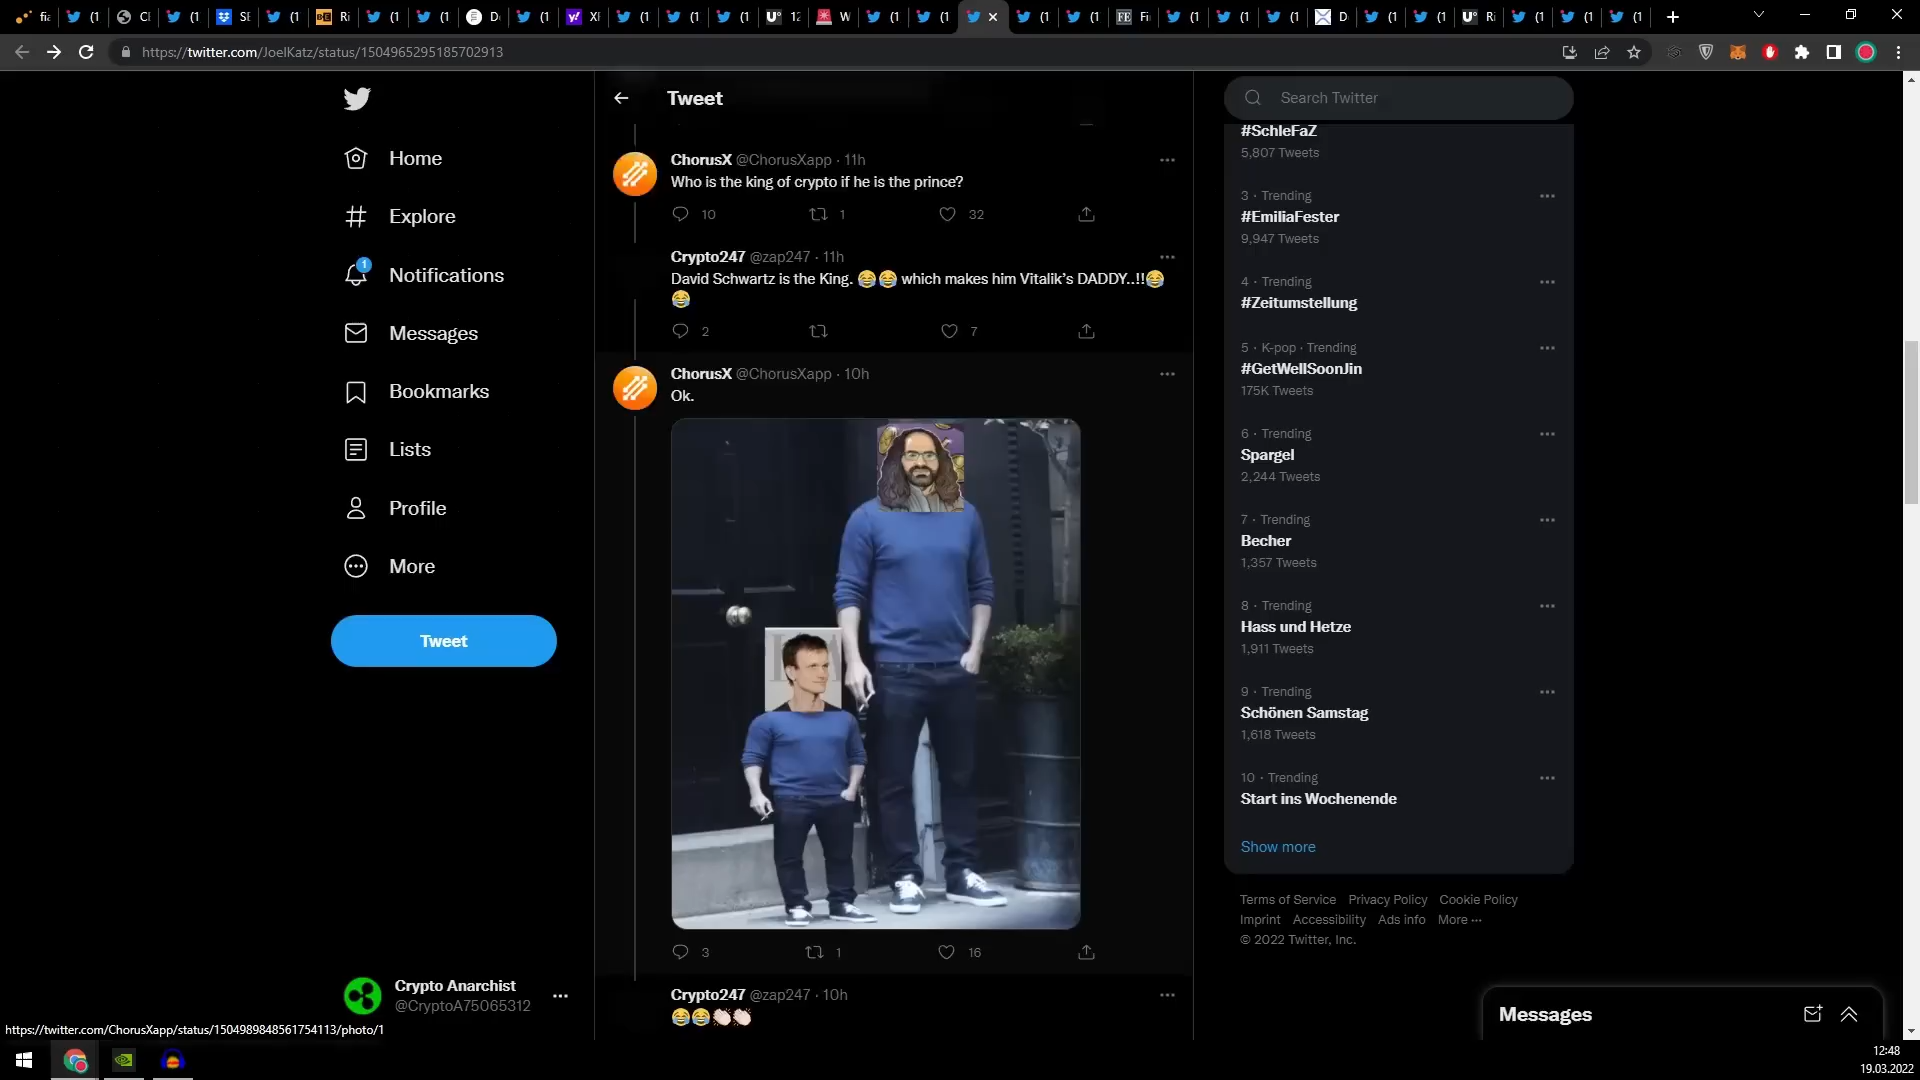 https://twitter.com/JoelKatz/status/1504965295185702913
Home
Explore
1
Notifications
Messages
Bookmarks
Lists
Profile
More
Tweet
Crypto Anarchist
@CryptoA75065312
https://twitter.com/ChorusXapp/status/1504989848561754113/photo/1
Tweet
ChorusX @ChorusXapp · 11h
Who is the king of crypto if he is the prince?
10 1 32
Crypto247 @zap247 · 11h
David Schwartz is the King. 😂😂 which makes him Vitalik's DADDY..!!😂
😂
2 7
ChorusX @ChorusXapp · 10h
Ok.
3 1 16
Crypto247 @zap247 · 10h
😂😂👏🏻👏🏻
Search Twitter
#SchleFaZ
5,807 Tweets
3 · Trending
#EmiliaFester
9,947 Tweets
4 · Trending
#Zeitumstellung
5 · K-pop · Trending
#GetWellSoonJin
175K Tweets
6 · Trending
Spargel
2,244 Tweets
7 · Trending
Becher
1,357 Tweets
8 · Trending
Hass und Hetze
1,911 Tweets
9 · Trending
Schönen Samstag
1,618 Tweets
10 · Trending
Start ins Wochenende
Show more
Terms of Service Privacy Policy Cookie Policy
Imprint Accessibility Ads info More ···
© 2022 Twitter, Inc.
Messages
12:48
19.03.2022